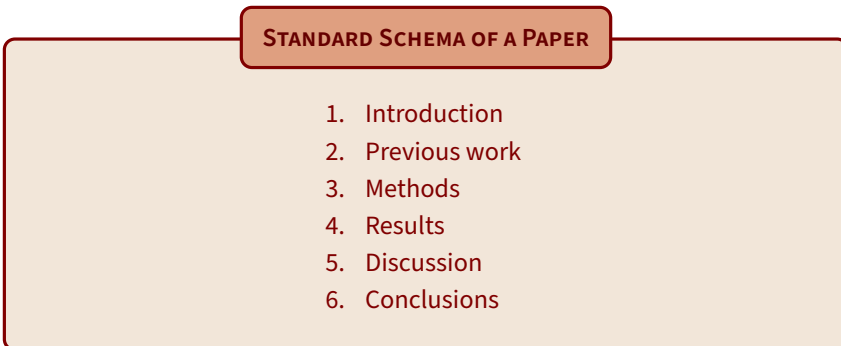 Standard Schema of a Paper
1. Introduction
2. Previous work
3. Methods
4. Results
5. Discussion
6. Conclusions